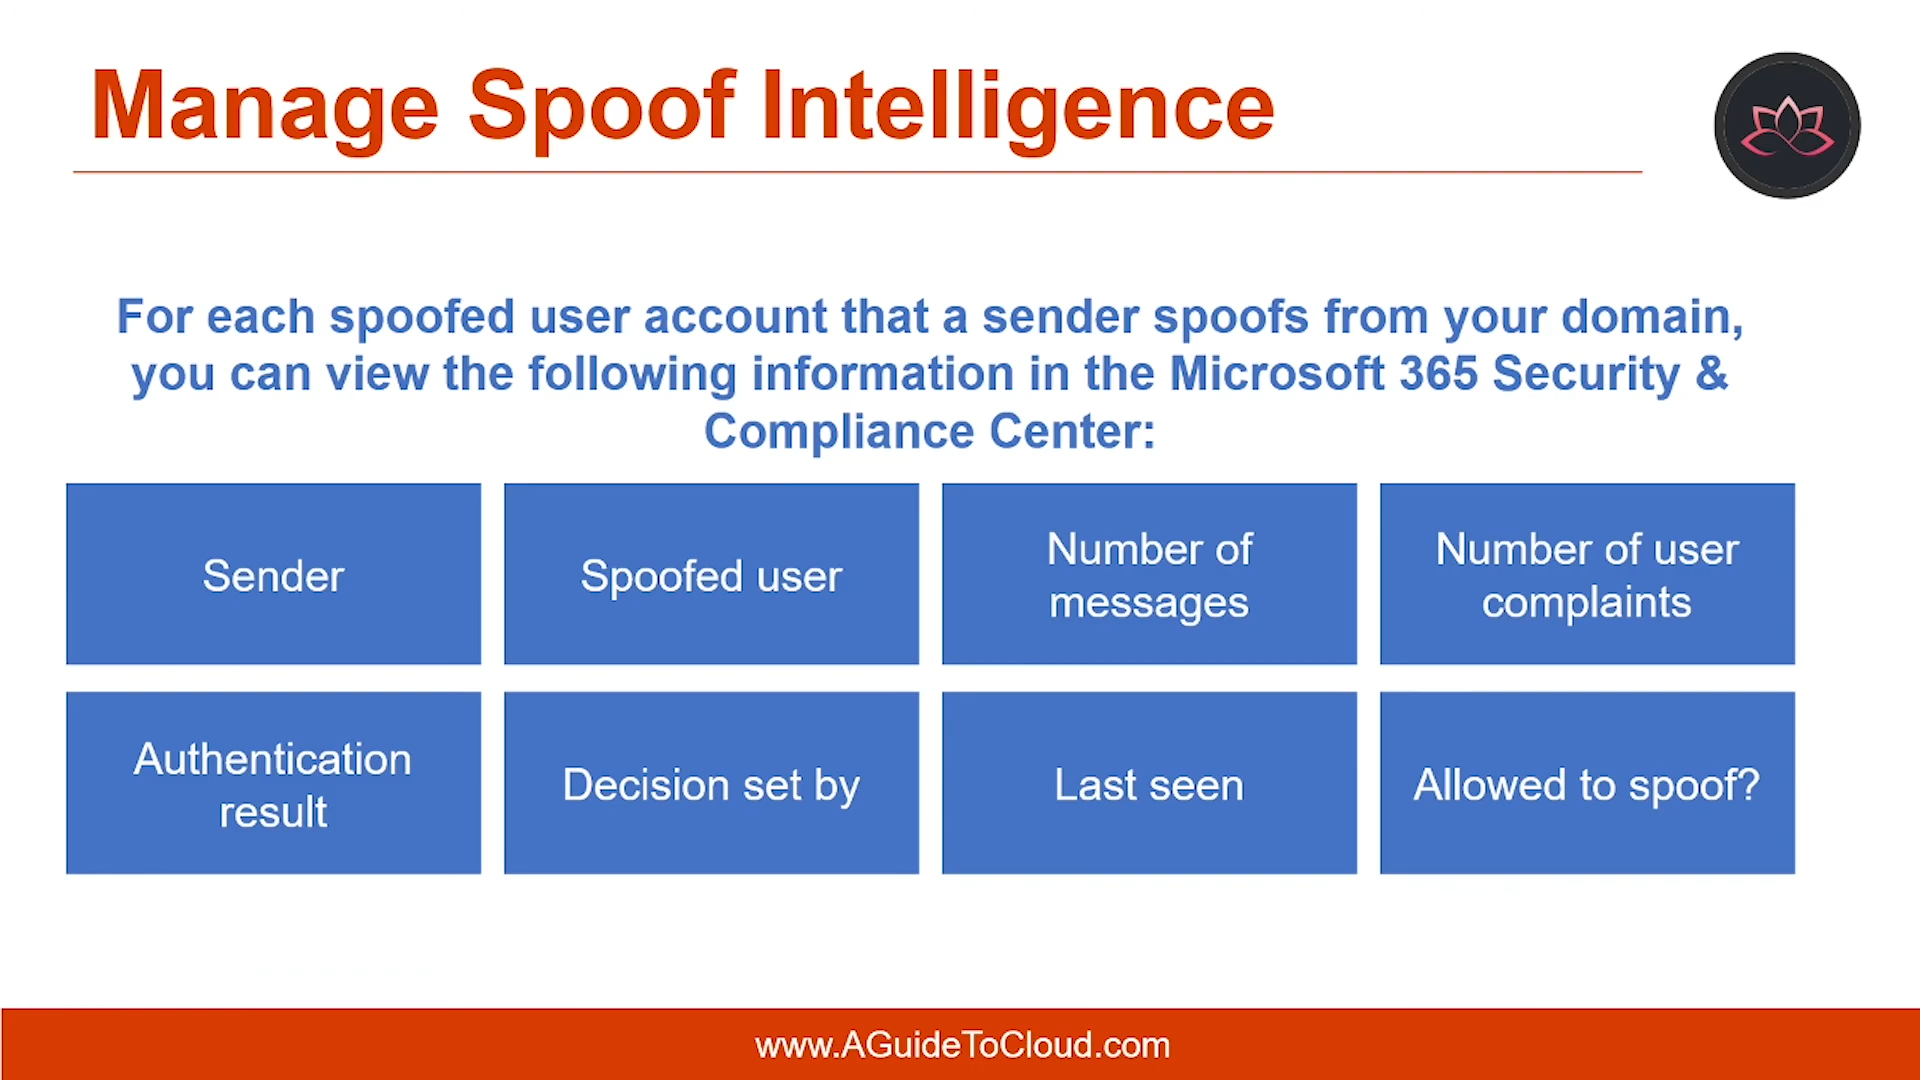 Manage Spoof Intelligence
For each spoofed user account that a sender spoofs from your domain,
you can view the following information in the Microsoft 365 Security &
Compliance Center:
Sender
Spoofed user
Number of
messages
Number of user
complaints
Authentication
result
Decision set by
Last seen
Allowed to spoof?
www.AGuideToCloud.com